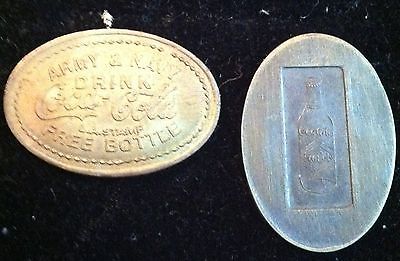 ARMY & NAVY
DRINK
Coca-Cola
FREE BOTTLE
Coca-Cola